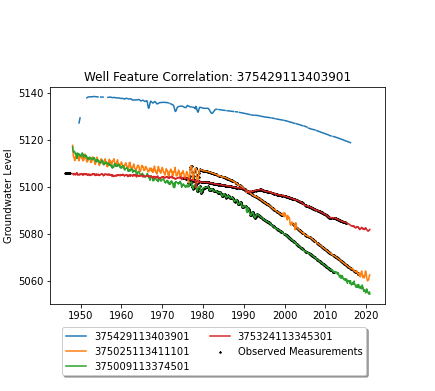 Well Feature Correlation: 375429113403901
5140
5120
5100
5080
5060
Groundwater Level
1950 1960 1970 1980 1990 2000 2010 2020
375429113403901 375324113345301
375025113411101 Observed Measurements
375009113374501